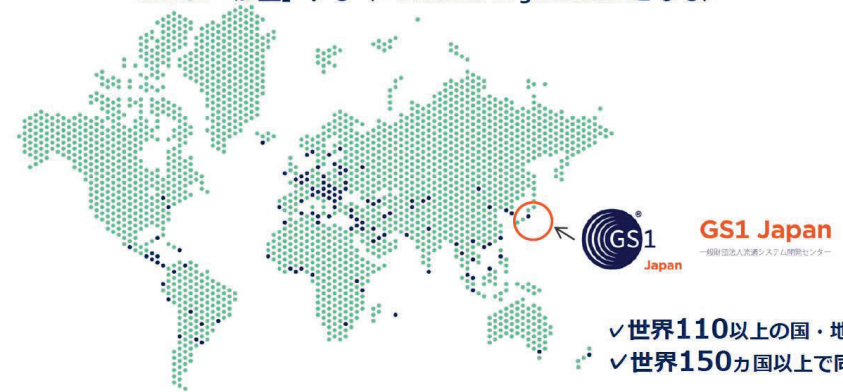 GS1
Japan
GS1 Japan
一般財団法人流通システム開発センター
✓世界110以上の国・地
✓世界150ヵ国以上で同